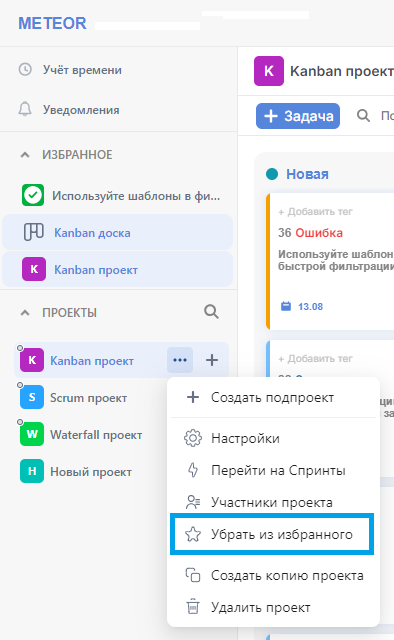 METEOR
Учёт времени
Уведомления
ИЗБРАННОЕ
Используйте шаблоны в фи...
Kanban доска
K Kanban проект
ПРОЕКТЫ
K Kanban проект
S Scrum проект
W Waterfall проект
H Новый проект
K Kanban проект
+ Задача
По
Новая
+ Добавить тег
36 Ошибка
Используйте шаблон
быстрой фильтрации
13.08
+ Добавить тег
Создать подпроект
Настройки
Перейти на Спринты
Участники проекта
Убрать из избранного
Создать копию проекта
Удалить проект